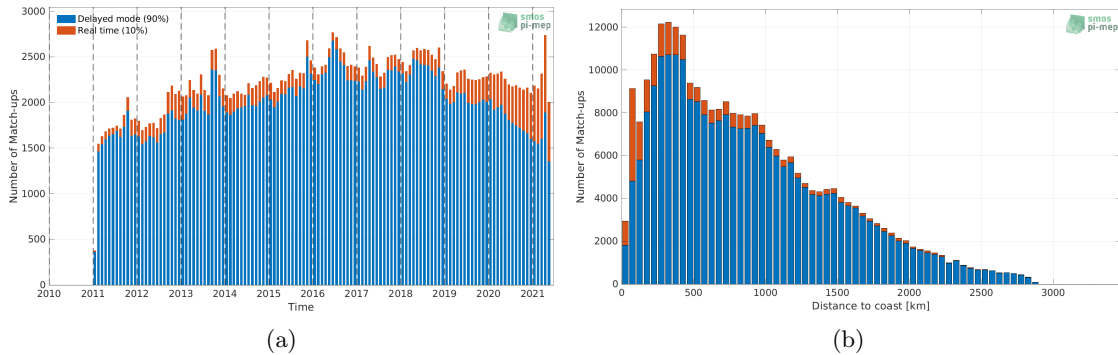 Delayed mode (90%)
Real time (10%)
smos
pi-mep
Number of Match-ups
3000
2500
2000
1500
1000
500
0
2010 2011 2012 2013 2014 2015 2016 2017 2018 2019 2020 2021
Time
(a)
smos
pi-mep
Number of Match-ups
12000
10000
8000
6000
4000
2000
0
0 500 1000 1500 2000 2500 3000 3500
Distance to coast [km]
(b)